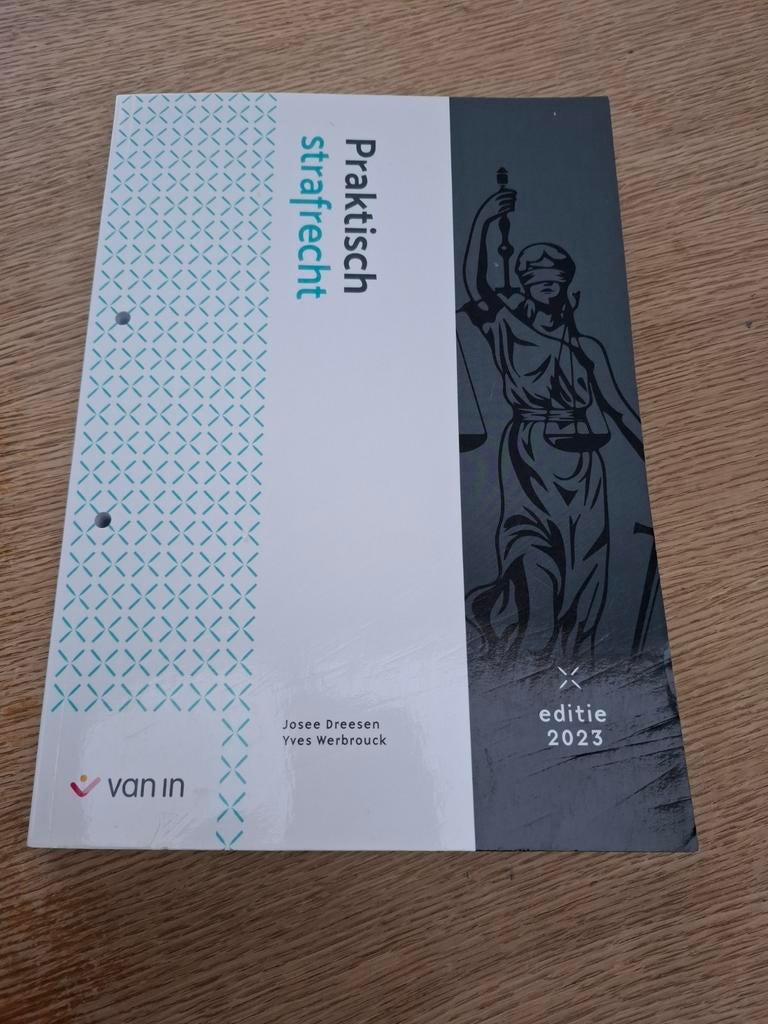 Praktisch
strafrecht
Josee Dreesen
Yves Werbrouck
van in
editie
2023